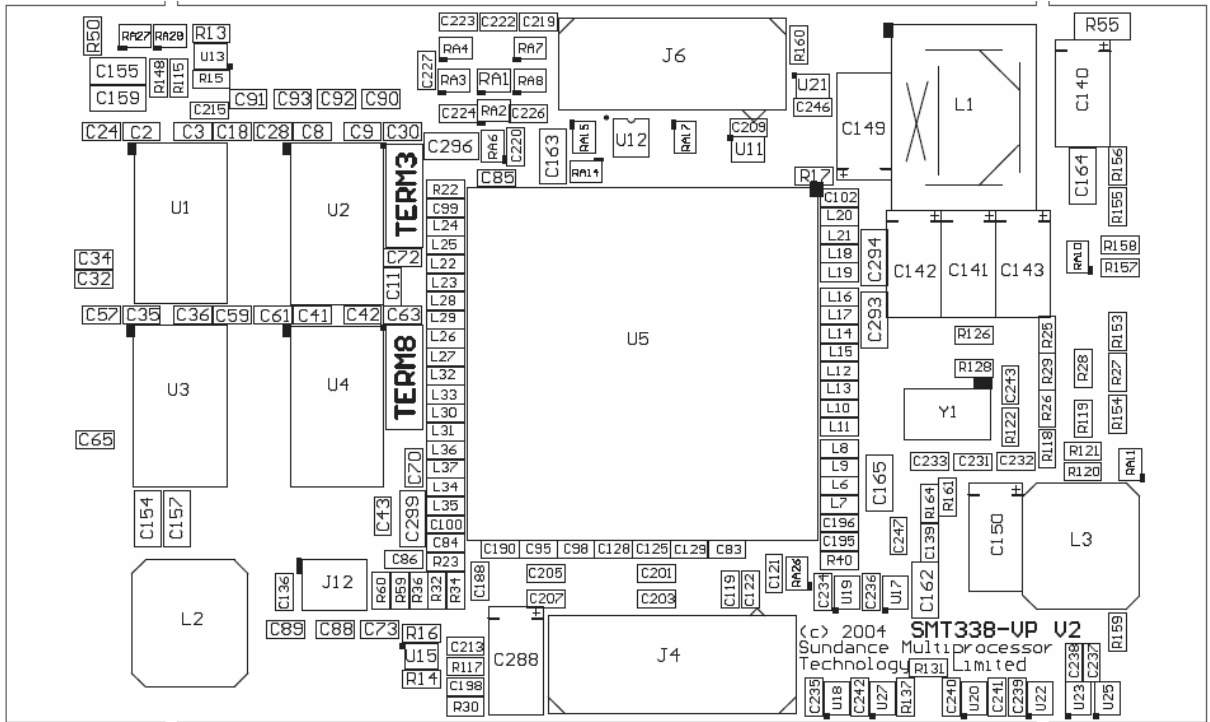 R50 RA27 RA28 R13 C223 C222 C219 R160 R55
U13 RA4 RA7 J6
C155 R148 R115 R15 C227 RA3 RA1 RA8 U21 L1 C140
C159 C215 C91 C93 C92 C90 C224 RA2 C226 C246 C149
C24 C2 C3 C18 C28 C8 C9 C30 C296 RA6 C220 C163 RA15 U12 RA17 C209 U11 C164 R156
RA14 C85 R17
U1 U2 TERM3 R22 C102 R155
C99 L20
L24 L21
C34 L25 C294 L18 C142 C141 C143 RA10 R158
C32 C72 L22 L19 R157
C11 L23
L28 L16
C57 C35 C36 C59 C61 C41 C42 C63 L29 L17 C293
L26 U5 L14 R126 R25 R153
L27 L15
U3 U4 TERM8 L32 L12 R128 C243 R29 R28 R27
L33 L13
L30 L10 Y1 R122 R26 R119 R154
L31 L11
C65 L36 L8 R118 R121
C70 L37 L9 C165 C233 C231 C232 R120 RA11
L34 L6
C154 C157 C43 C299 L35 L7 R164 R161 C150 L3
C100 C196
C84 C195 C247 C139
C86 R23 C190 C95 C98 C128 C125 C129 C83 R40
C136 J12 R60 R59 R36 R32 R34 C188 C205 C201 C119 C122 C121 RA26 C234 U19 C236 U17 C162
L2 C207 C203
C89 C88 C73 R16 C213 C288 J4 R159
U15 R117
R14 C198
R30
(c) 2004 SMT338-VP V2
Sundance Multiprocessor
Technology Limited
R131 C238 C237
C235 U18 C242 U27 R137 C240 U20 C241 C239 U22 U23 U25